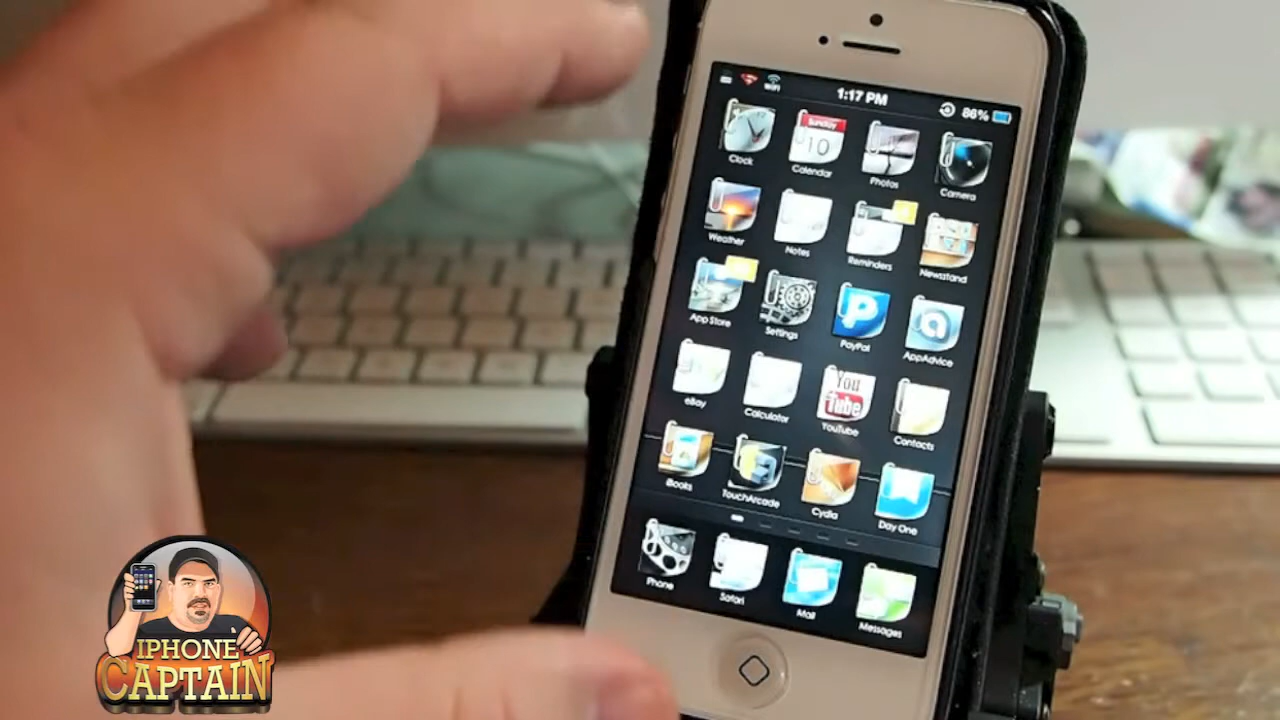 WiFi 1:17 PM 86%
Clock Calendar Photos Camera
Sunday
10
Weather Notes Reminders Newsstand
App Store Settings PayPal AppAdvice
eBay Calculator YouTube Contacts
You
Tube
iBooks TouchArcade Cydia Day One
Phone Safari Mail Messages
IPHONE
CAPTAIN